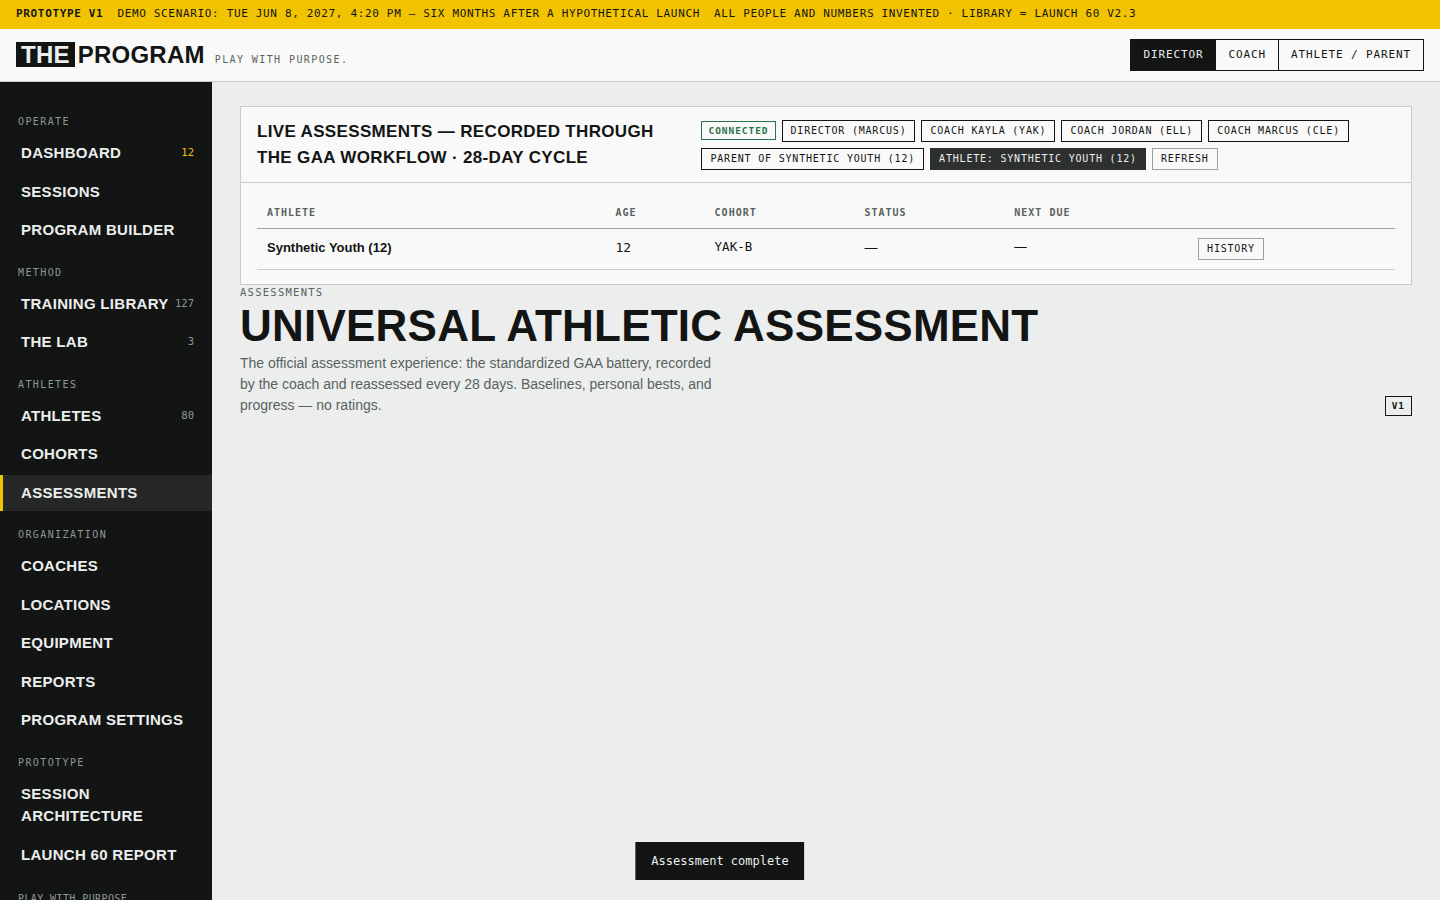 PROTOTYPE V1 DEMO SCENARIO: TUE JUN 8, 2027, 4:20 PM — SIX MONTHS AFTER A HYPOTHETICAL LAUNCH ALL PEOPLE AND NUMBERS INVENTED · LIBRARY = LAUNCH 60 V2.3
THE PROGRAM PLAY WITH PURPOSE.
DIRECTOR COACH ATHLETE / PARENT
OPERATE
DASHBOARD 12
SESSIONS
PROGRAM BUILDER
METHOD
TRAINING LIBRARY 127
THE LAB 3
ATHLETES
ATHLETES 80
COHORTS
ASSESSMENTS
ORGANIZATION
COACHES
LOCATIONS
EQUIPMENT
REPORTS
PROGRAM SETTINGS
PROTOTYPE
SESSION
ARCHITECTURE
LAUNCH 60 REPORT
PLAY WITH PURPOSE
LIVE ASSESSMENTS — RECORDED THROUGH
THE GAA WORKFLOW · 28-DAY CYCLE
CONNECTED DIRECTOR (MARCUS) COACH KAYLA (YAK) COACH JORDAN (ELL) COACH MARCUS (CLE)
PARENT OF SYNTHETIC YOUTH (12) ATHLETE: SYNTHETIC YOUTH (12) REFRESH
ATHLETE AGE COHORT STATUS NEXT DUE
Synthetic Youth (12) 12 YAK-B — — HISTORY
ASSESSMENTS
UNIVERSAL ATHLETIC ASSESSMENT
The official assessment experience: the standardized GAA battery, recorded
by the coach and reassessed every 28 days. Baselines, personal bests, and
progress — no ratings.
V1
Assessment complete